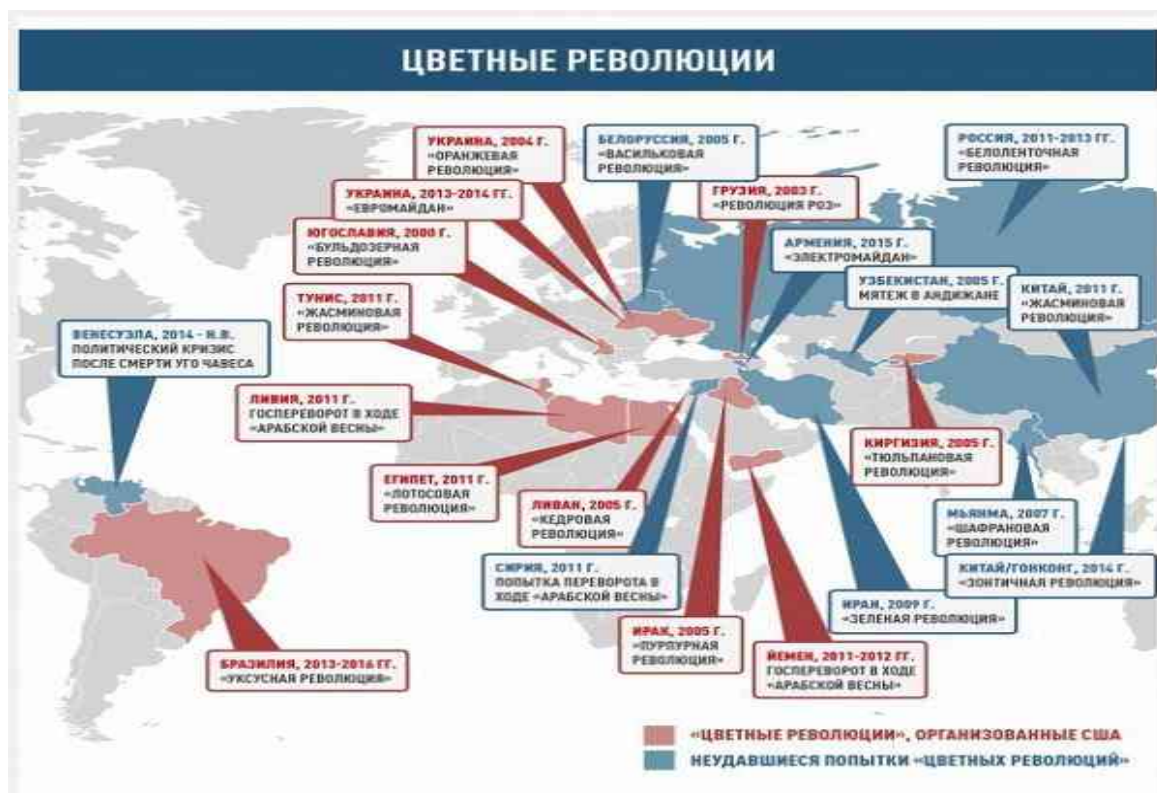 ЦВЕТНЫЕ РЕВОЛЮЦИИ
УКРАИНА, 2004 Г.
«ОРАНЖЕВАЯ
РЕВОЛЮЦИЯ»
БЕЛОРУССИЯ, 2005 Г.
«ВАСИЛЬКОВАЯ
РЕВОЛЮЦИЯ»
РОССИЯ, 2011-2013 ГГ.
«БЕЛОЛЕНТОЧНАЯ
РЕВОЛЮЦИЯ»
УКРАИНА, 2013-2014 ГГ.
«ЕВРОМАЙДАН»
ГРУЗИЯ, 2003 Г.
«РЕВОЛЮЦИЯ РОЗ»
ЮГОСЛАВИЯ, 2000 Г.
«БУЛЬДОЗЕРНАЯ
РЕВОЛЮЦИЯ»
АРМЕНИЯ, 2015 Г.
«ЭЛЕКТРОМАЙДАН»
УЗБЕКИСТАН, 2005 Г.
МЯТЕЖ В АНДИЖАНЕ
КИТАЙ, 2011 Г.
«ЖАСМИНОВАЯ
РЕВОЛЮЦИЯ»
ТУНИС, 2011 Г.
«ЖАСМИНОВАЯ
РЕВОЛЮЦИЯ»
ВЕНЕСУЭЛА, 2014 - Н.В.
ПОЛИТИЧЕСКИЙ КРИЗИС
ПОСЛЕ СМЕРТИ УГО ЧАВЕСА
ЛИВИЯ, 2011 Г.
ГОСПЕРЕВОРОТ В ХОДЕ
«АРАБСКОЙ ВЕСНЫ»
КИРГИЗИЯ, 2005 Г.
«ТЮЛЬПАНОВАЯ
РЕВОЛЮЦИЯ»
ЕГИПЕТ, 2011 Г.
«ЛОТОСОВАЯ
РЕВОЛЮЦИЯ»
ЛИВАН, 2005 Г.
«КЕДРОВАЯ
РЕВОЛЮЦИЯ»
МЬЯНМА, 2007 Г.
«ШАФРАНОВАЯ
РЕВОЛЮЦИЯ»
СИРИЯ, 2011 Г.
ПОПЫТКА ПЕРЕВОРОТА В
ХОДЕ «АРАБСКОЙ ВЕСНЫ»
КИТАЙ/ГОНКОНГ, 2014 Г.
«ЗОНТИЧНАЯ РЕВОЛЮЦИЯ»
ИРАН, 2009 Г.
«ЗЕЛЕНАЯ РЕВОЛЮЦИЯ»
ИРАК, 2005 Г.
«ПУРПУРНАЯ
РЕВОЛЮЦИЯ»
ЙЕМЕН, 2011-2012 ГГ.
ГОСПЕРЕВОРОТ В ХОДЕ
«АРАБСКОЙ ВЕСНЫ»
БРАЗИЛИЯ, 2013-2016 ГГ.
«УКСУСНАЯ РЕВОЛЮЦИЯ»
«ЦВЕТНЫЕ РЕВОЛЮЦИИ», ОРГАНИЗОВАННЫЕ США
НЕУДАВШИЕСЯ ПОПЫТКИ «ЦВЕТНЫХ РЕВОЛЮЦИЙ»